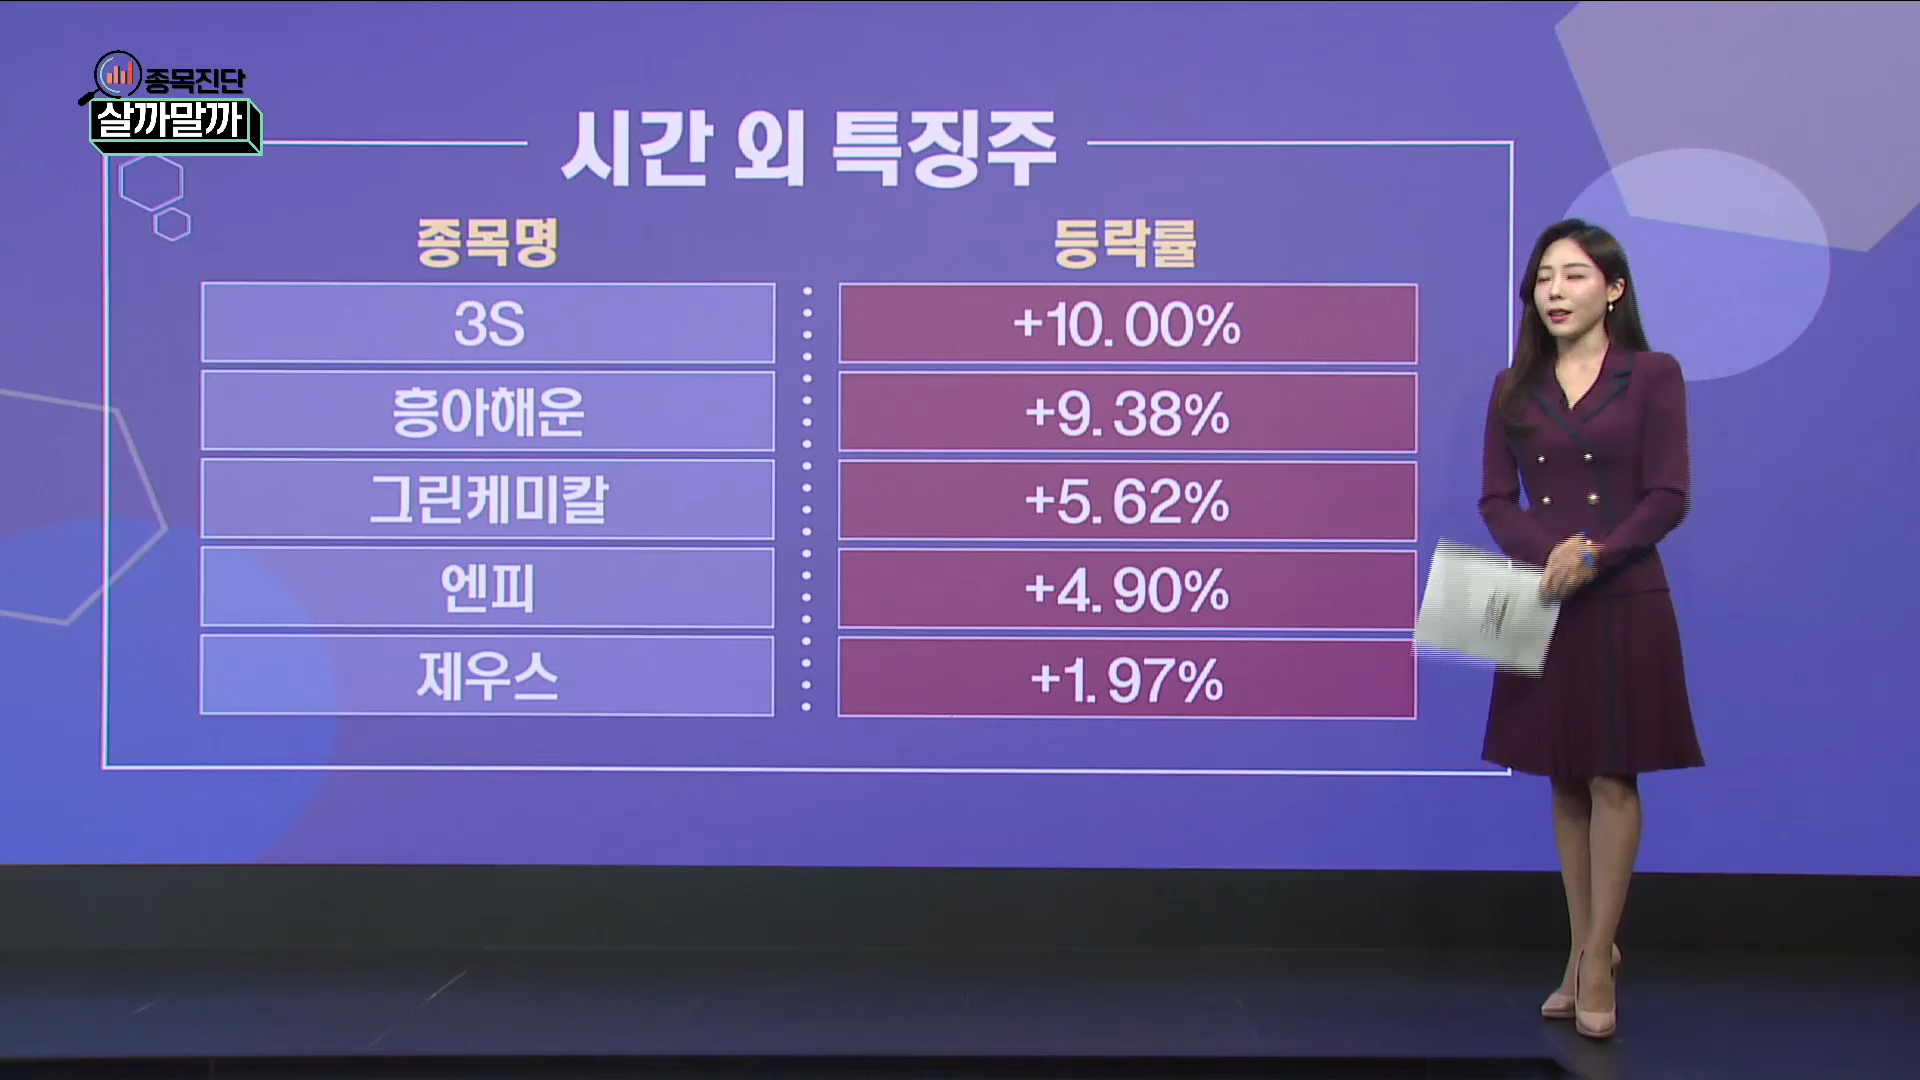 종목진단
살까말까
시간 외 특징주
종목명 등락률
3S +10.00%
흥아해운 +9.38%
그린케미칼 +5.62%
엔피 +4.90%
제우스 +1.97%